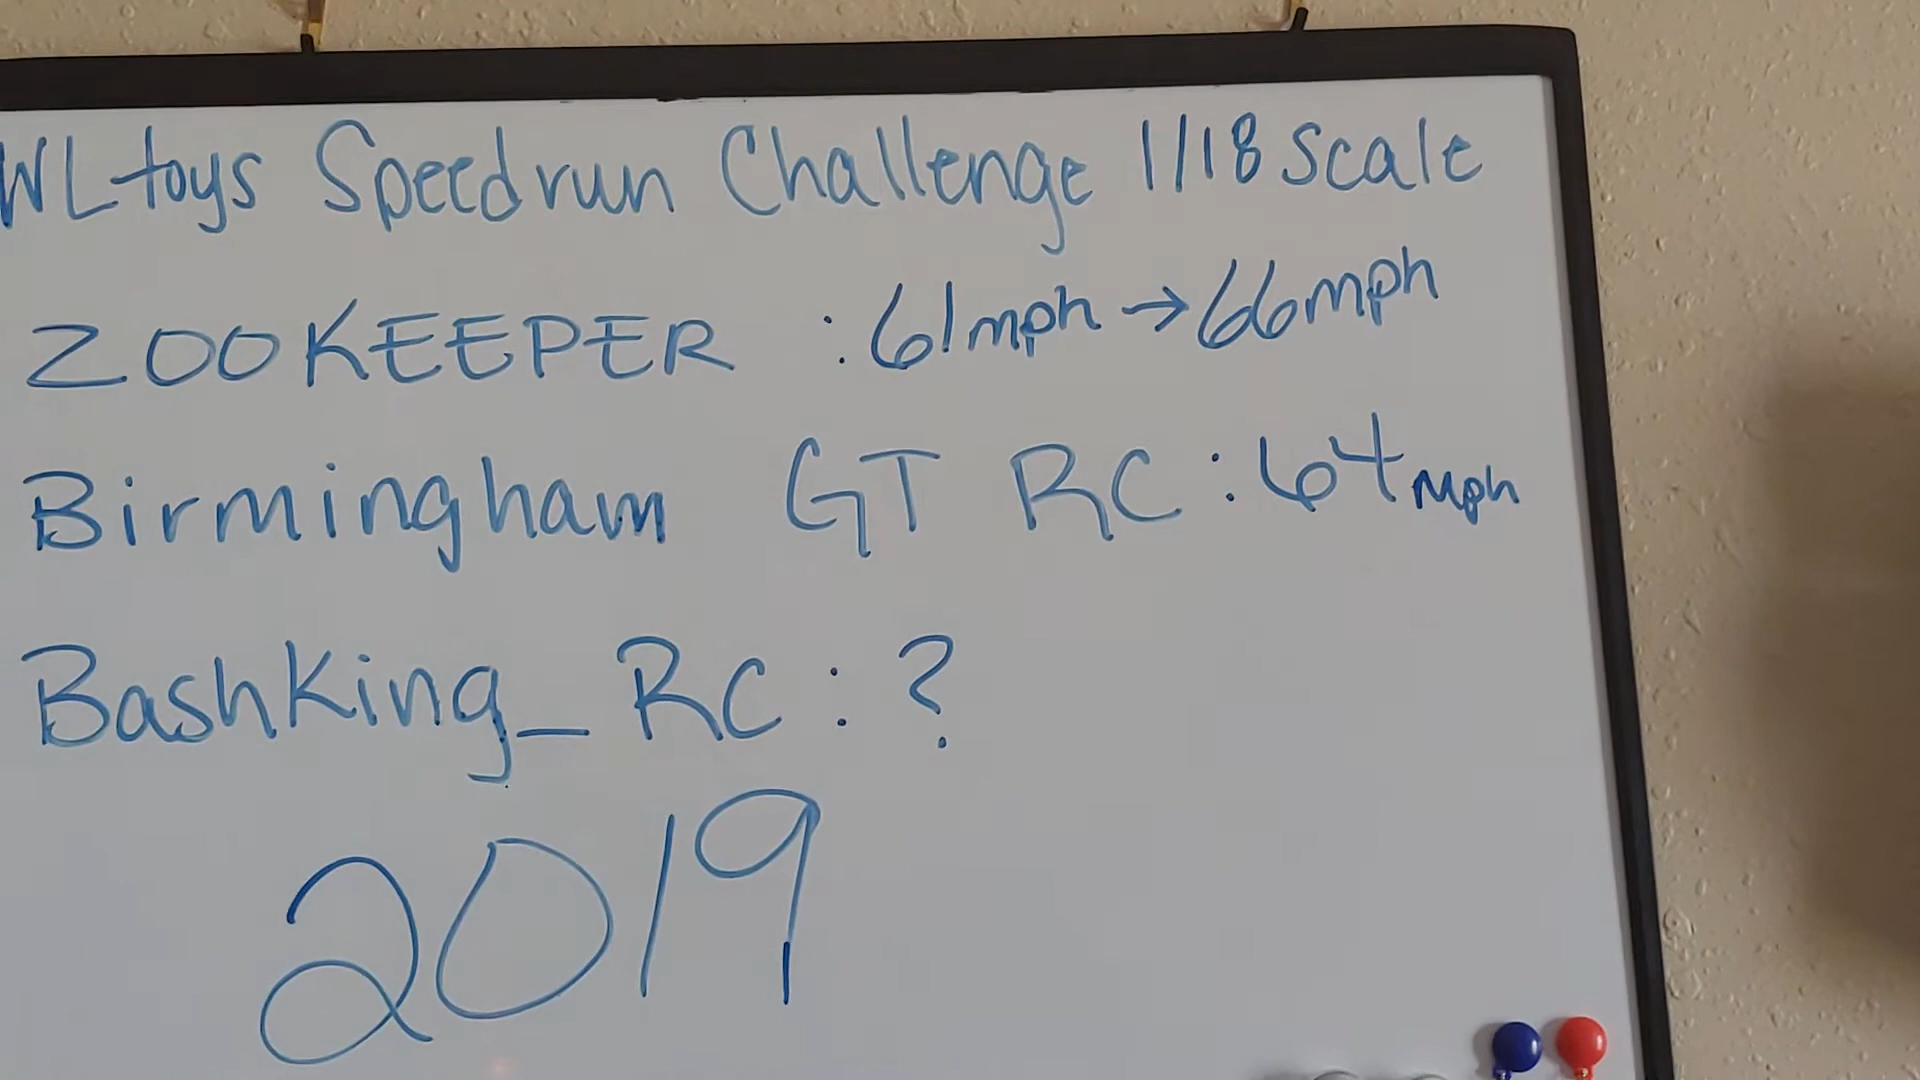 WLtoys Speedrun Challenge 1/18 Scale
ZOOKEEPER : 61mph → 66mph
Birmingham GT RC : 64mph
BashKing_RC : ?
2019